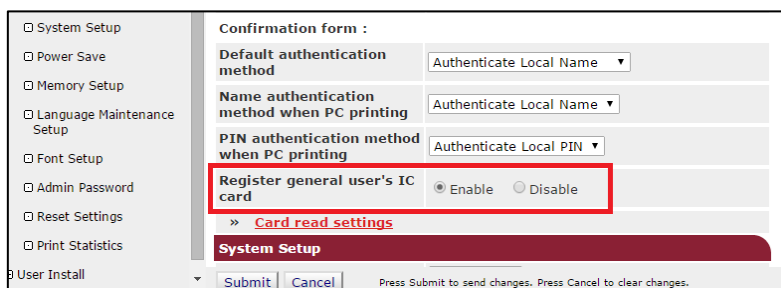 System Setup
Power Save
Memory Setup
Language Maintenance
Setup
Font Setup
Admin Password
Reset Settings
Print Statistics
User Install
Confirmation form :
Default authentication
method
Authenticate Local Name
Name authentication
method when PC printing
Authenticate Local Name
PIN authentication method
when PC printing
Authenticate Local PIN
Register general user's IC
card
Enable
Disable
» Card read settings
System Setup
Submit
Cancel
Press Submit to send changes. Press Cancel to clear changes.